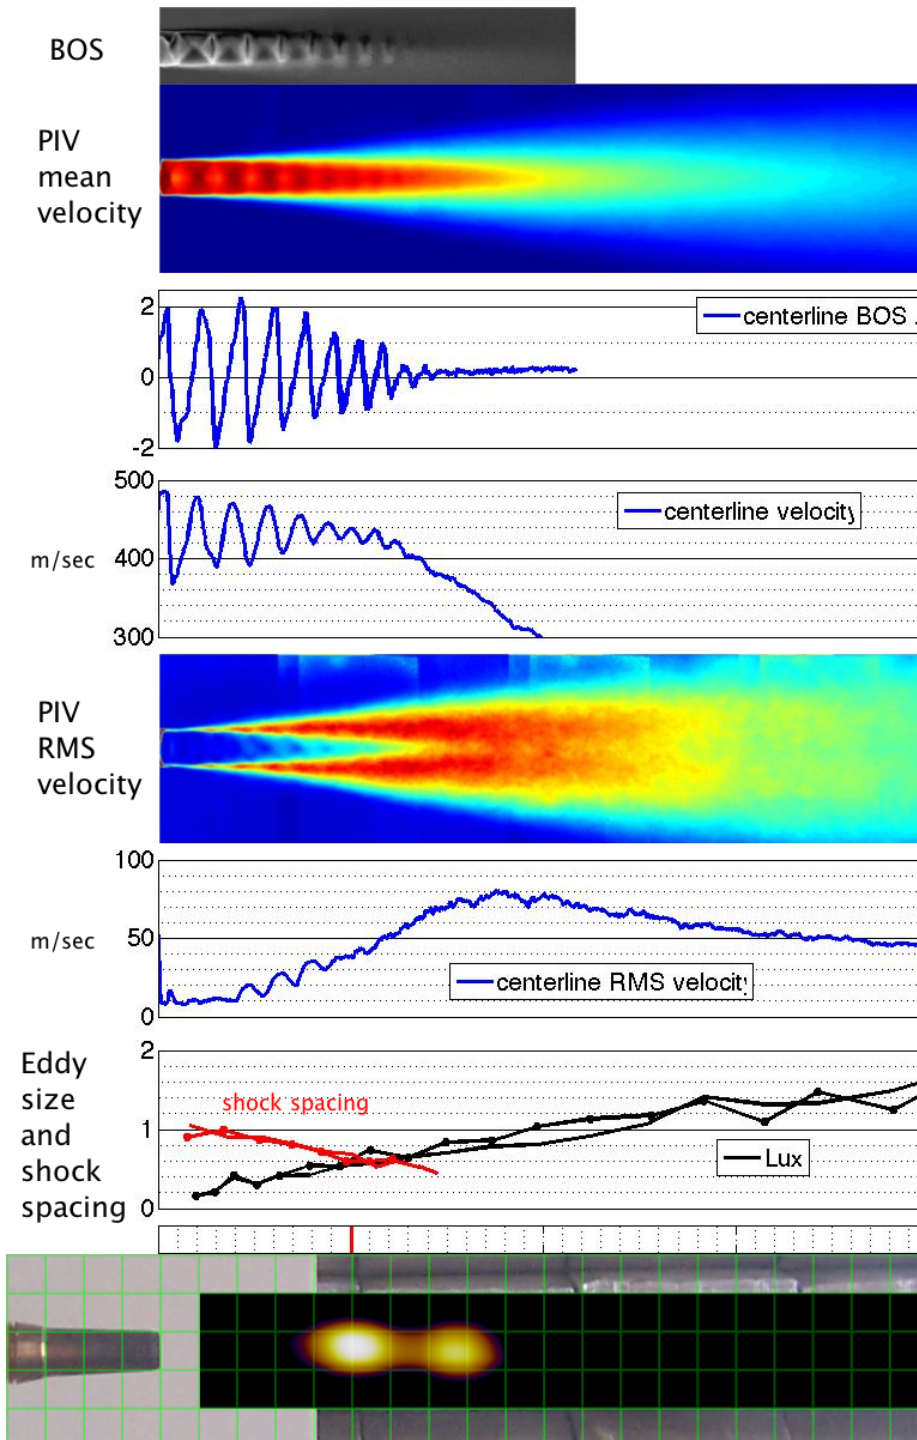 BOS
PIV
mean
velocity
2
centerline BOS
0
-2
500
centerline velocity
m/sec
400
300
PIV
RMS
velocity
100
m/sec
50
centerline RMS velocity
0
Eddy
size
and
shock
spacing
2
shock spacing
1
Lux
0